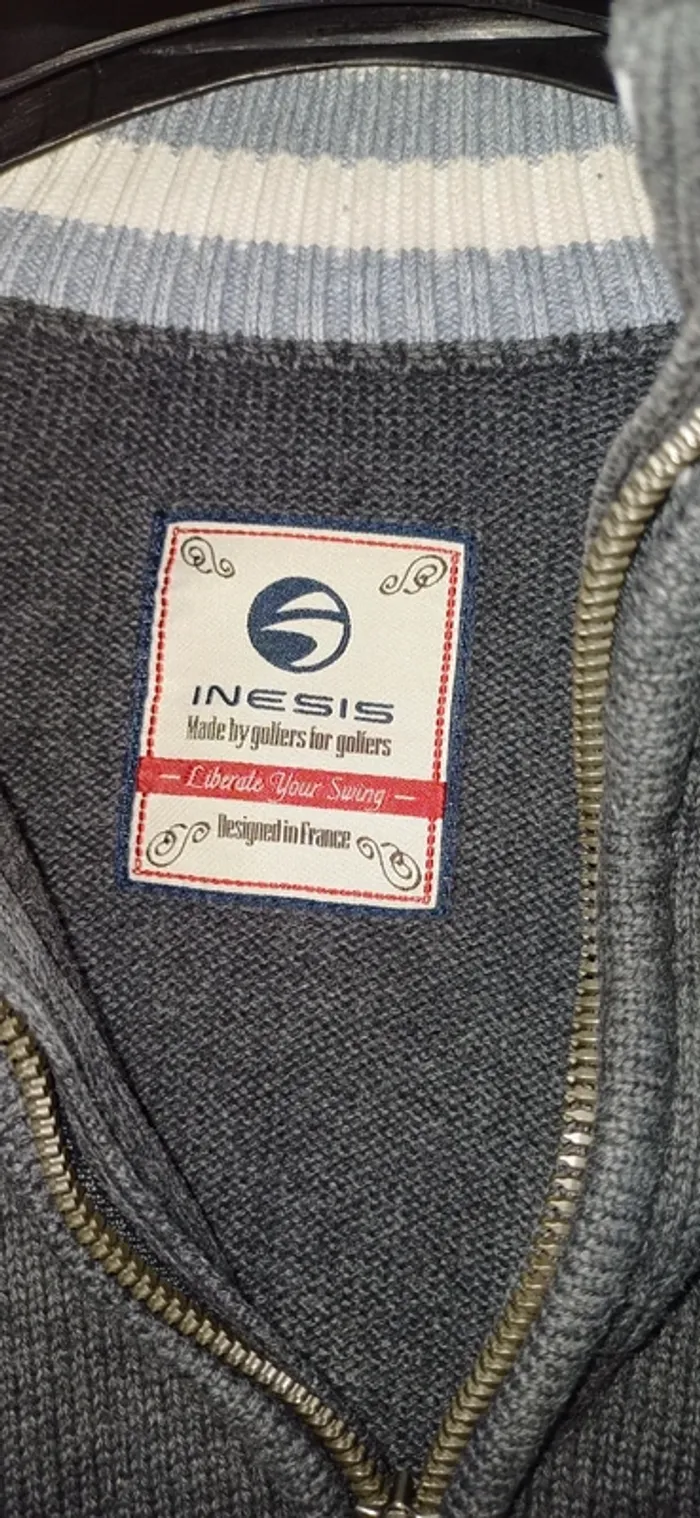 INESIS
Made by golfers for golfers
— Liberate Your Swing —
Designed in France